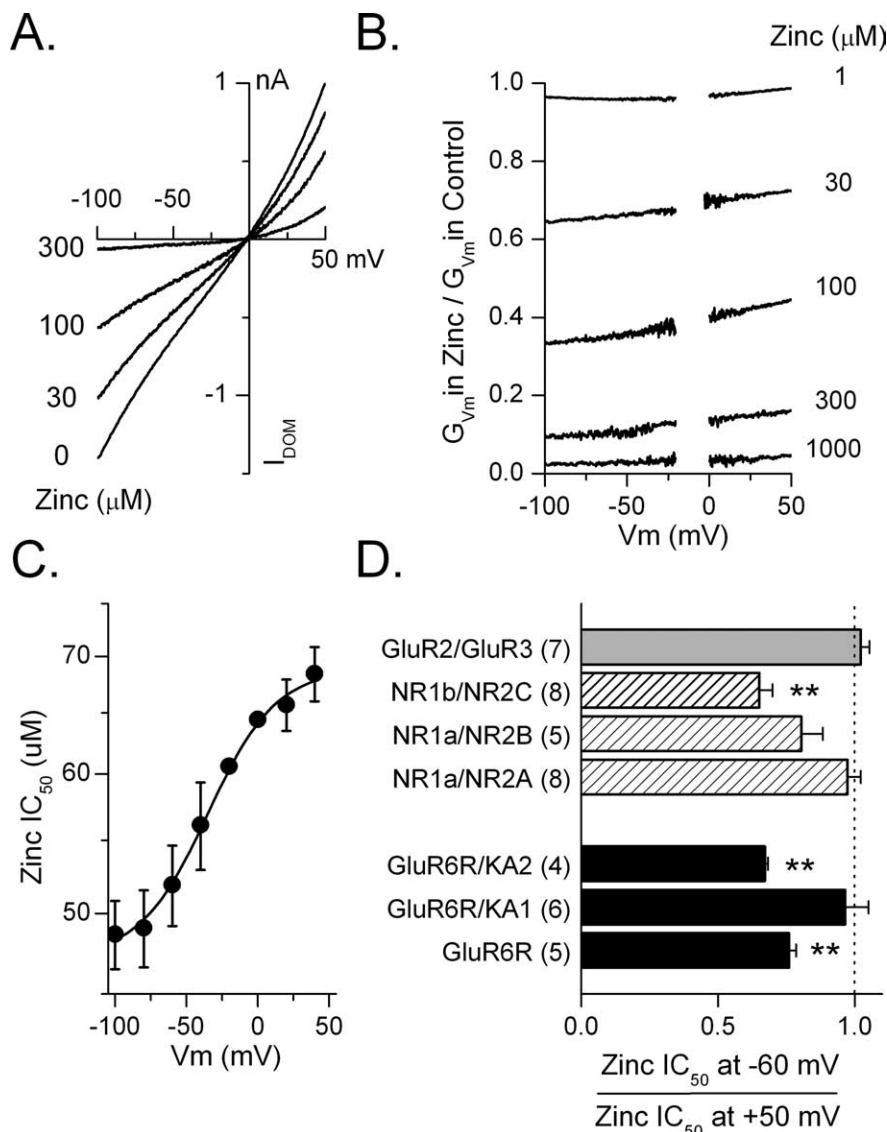 A.
1
nA
-100
-50
50 mV
300
100
30
0
-1
I_DOM
Zinc (μM)
B.
Zinc (μM)
1.0
0.8
0.6
0.4
0.2
0.0
G_Vm in Zinc / G_Vm in Control
1
30
100
300
1000
-100
-50
0
50
Vm (mV)
C.
70
60
50
Zinc IC50 (uM)
-100
-50
0
50
Vm (mV)
D.
GluR2/GluR3 (7)
NR1b/NR2C (8)
**
NR1a/NR2B (5)
NR1a/NR2A (8)
GluR6R/KA2 (4)
**
GluR6R/KA1 (6)
GluR6R (5)
**
0.0
0.5
1.0
Zinc IC50 at -60 mV
Zinc IC50 at +50 mV